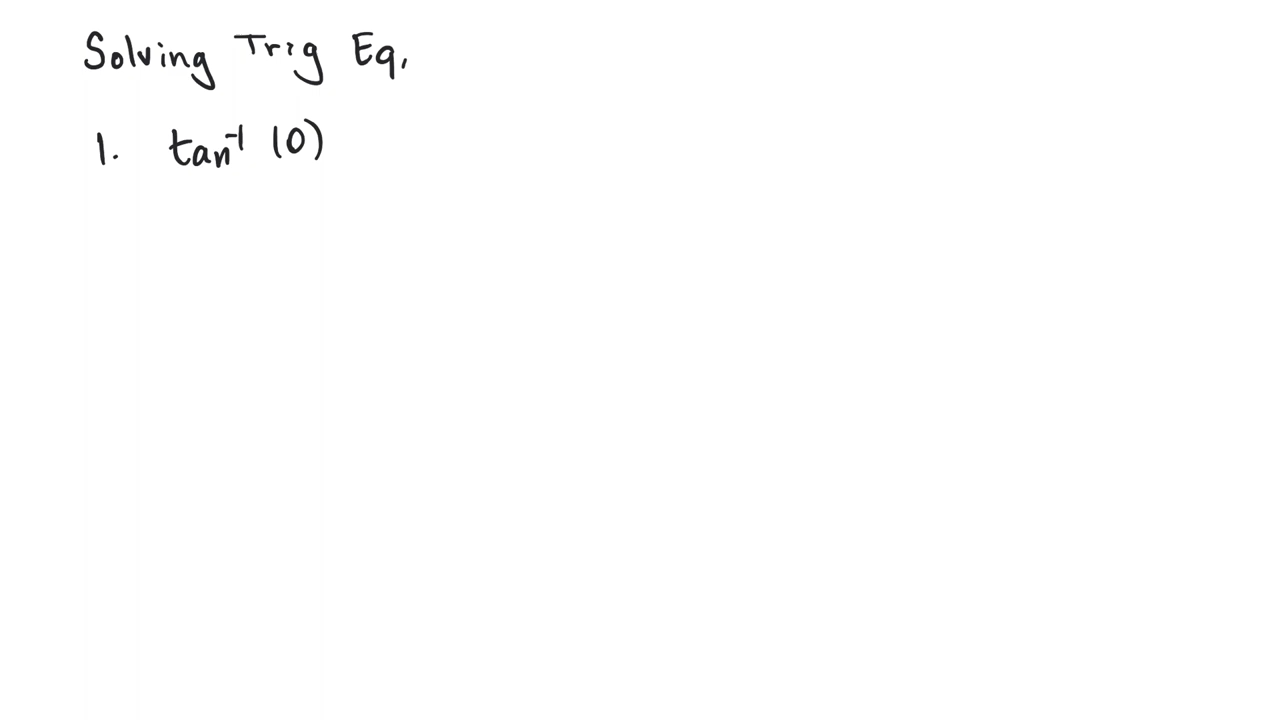 Solving Trig Eq.
1. tan⁻¹ (0)